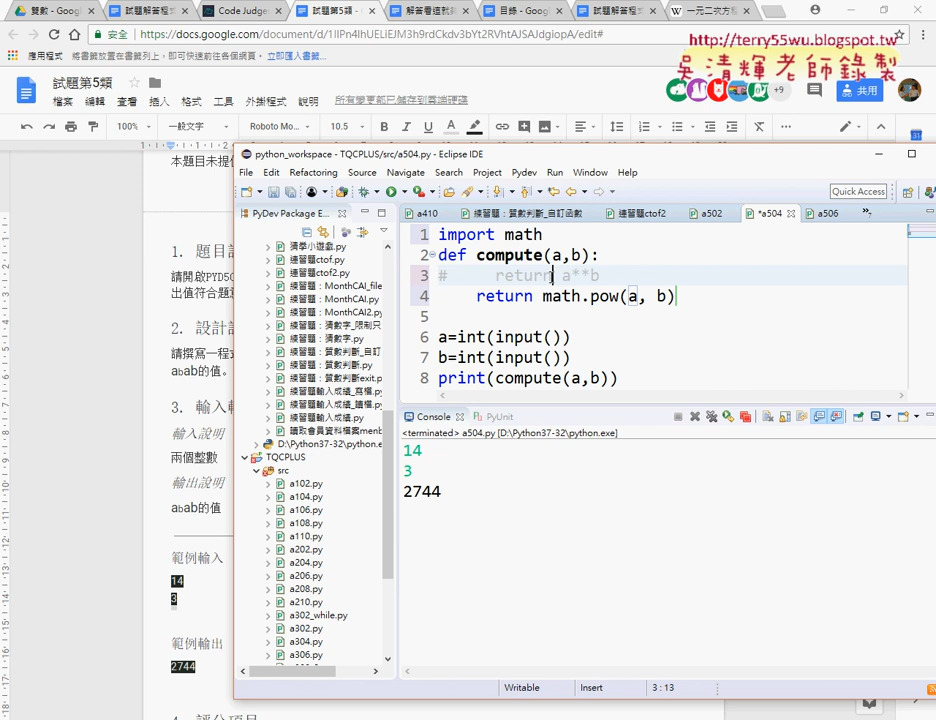 雙數 - Googl
試題解答程式
Code Judger
試題第5類 -
解答看這就錄
目錄 - Google
試題解答程式
一元二次方程
安全 | https://docs.google.com/document/d/1IIPn4IhUELiEJM3h9rdCkdv3bYt2RVhtAJSAJdgiopA/edit#
http://terry55wu.blogspot.tw
吳清輝老師錄製
應用程式
將書籤放置在書籤列上，即可快速前往各個網頁。
立即匯入書籤...
試題第5類
檔案 編輯 查看 插入 格式 工具 外掛程式 說明
所有變更都已儲存到雲端硬碟
+9
共用
100%
一般文字
Roboto Mo...
10.5
本題目未提供
1. 題目說
請開啟PYD50
出值符合題意
2. 設計說
請撰寫一程式
abab的值。
3. 輸入輸
輸入說明
兩個整數
輸出說明
abab的值
範例輸入
14
3
範例輸出
2744
4. 評分項目
python_workspace - TQCPLUS/src/a504.py - Eclipse IDE
File Edit Refactoring Source Navigate Search Project Pydev Run Window Help
Quick Access
PyDev Package E...
猜拳小遊戲.py
練習題ctof.py
練習題ctof2.py
MonthCAI_file
MonthCAI.py
MonthCAI2.py
練習題：猜數字_限制只
練習題：猜數字.py
練習題：質數判斷_自訂
練習題：質數判斷.py
練習題：質數判斷exit.p
練習題輸入成績_寫檔.p
練習題輸入成績_讀檔.p
練習題：輸入成績.py
讀取會員資料檔案menb
D:\Python37-32\python.e
TQCPLUS
src
a102.py
a104.py
a106.py
a108.py
a110.py
a202.py
a204.py
a206.py
a208.py
a210.py
a302_while.py
a302.py
a304.py
a306.py
a410
練習題：質數判斷_自訂函數
練習題ctof2
a502
*a504
a506
1 import math
2 def compute(a,b):
3 #     return a**b
4     return math.pow(a, b)
5
6 a=int(input())
7 b=int(input())
8 print(compute(a,b))
Console
PyUnit
<terminated> a504.py [D:\Python37-32\python.exe]
14
3
2744
Writable
Insert
3 : 13